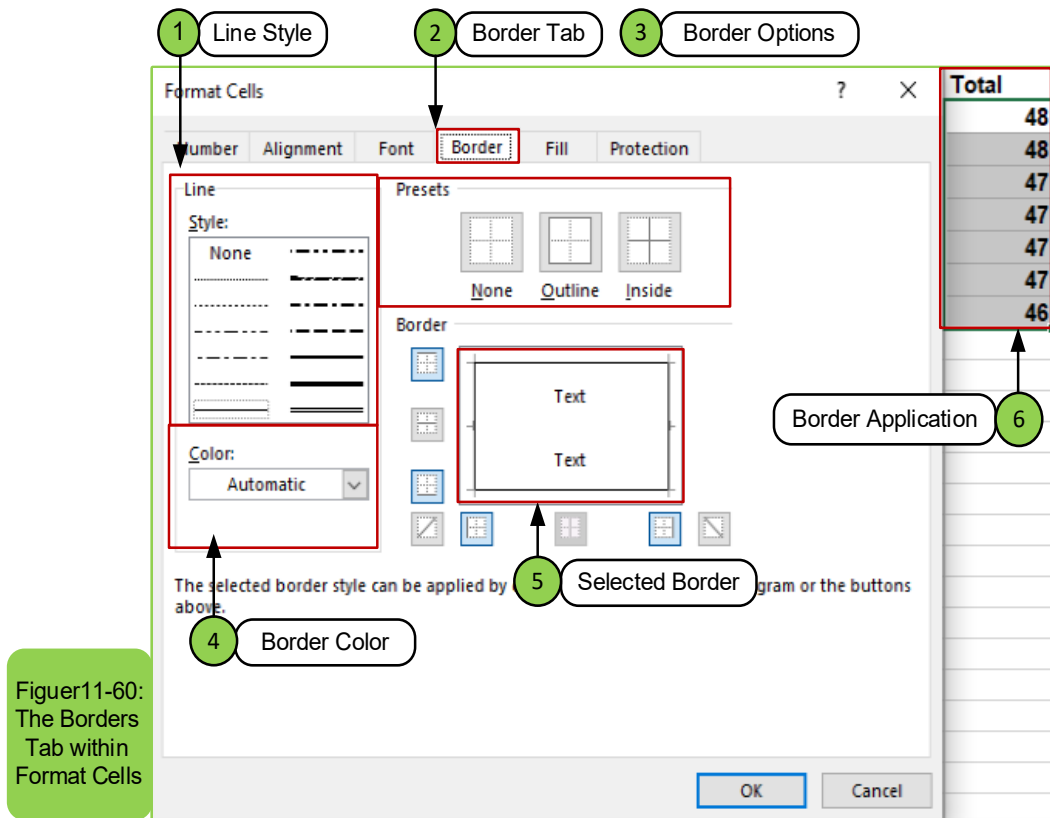 1 Line Style
2 Border Tab
3 Border Options
Format Cells
?
Total
48
48
47
47
47
47
46
Number Alignment Font Border Fill Protection
Line
Style:
None
Presets
None Outline Inside
Border
Text
Text
Color:
Automatic
Border Application 6
The selected border style can be applied by
5 Selected Border
gram or the buttons
above.
4 Border Color
Figuer11-60:
The Borders
Tab within
Format Cells
OK Cancel